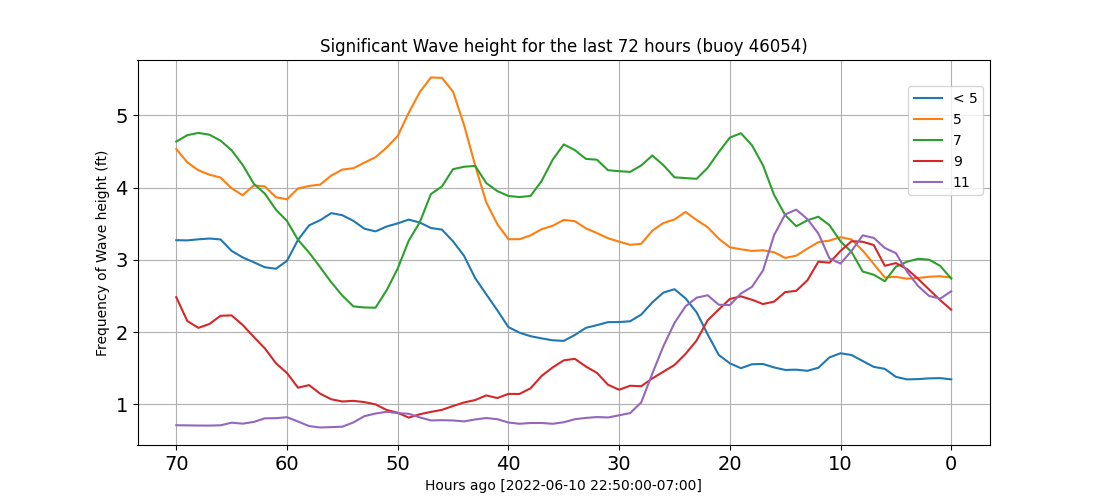 Significant Wave height for the last 72 hours (buoy 46054)
Frequency of Wave height (ft)
5
4
3
2
1
< 5
5
7
9
11
70 60 50 40 30 20 10 0
Hours ago [2022-06-10 22:50:00-07:00]